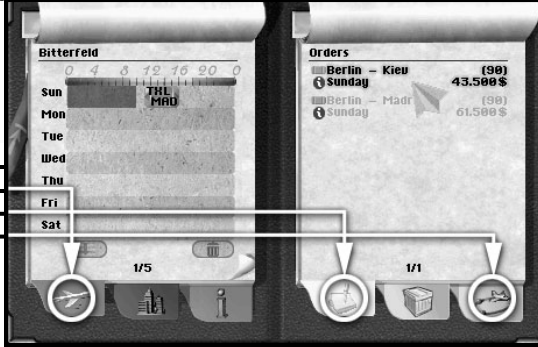 Bitterfeld
0 4 8 12 16 20 0
Sun TXL
MAD
Mon
Tue
Wed
Thu
Fri
Sat
1/5
Orders
Berlin – Kiev (90)
Sunday 43.500$
Berlin – Madr (90)
Sunday 61.500$
1/1